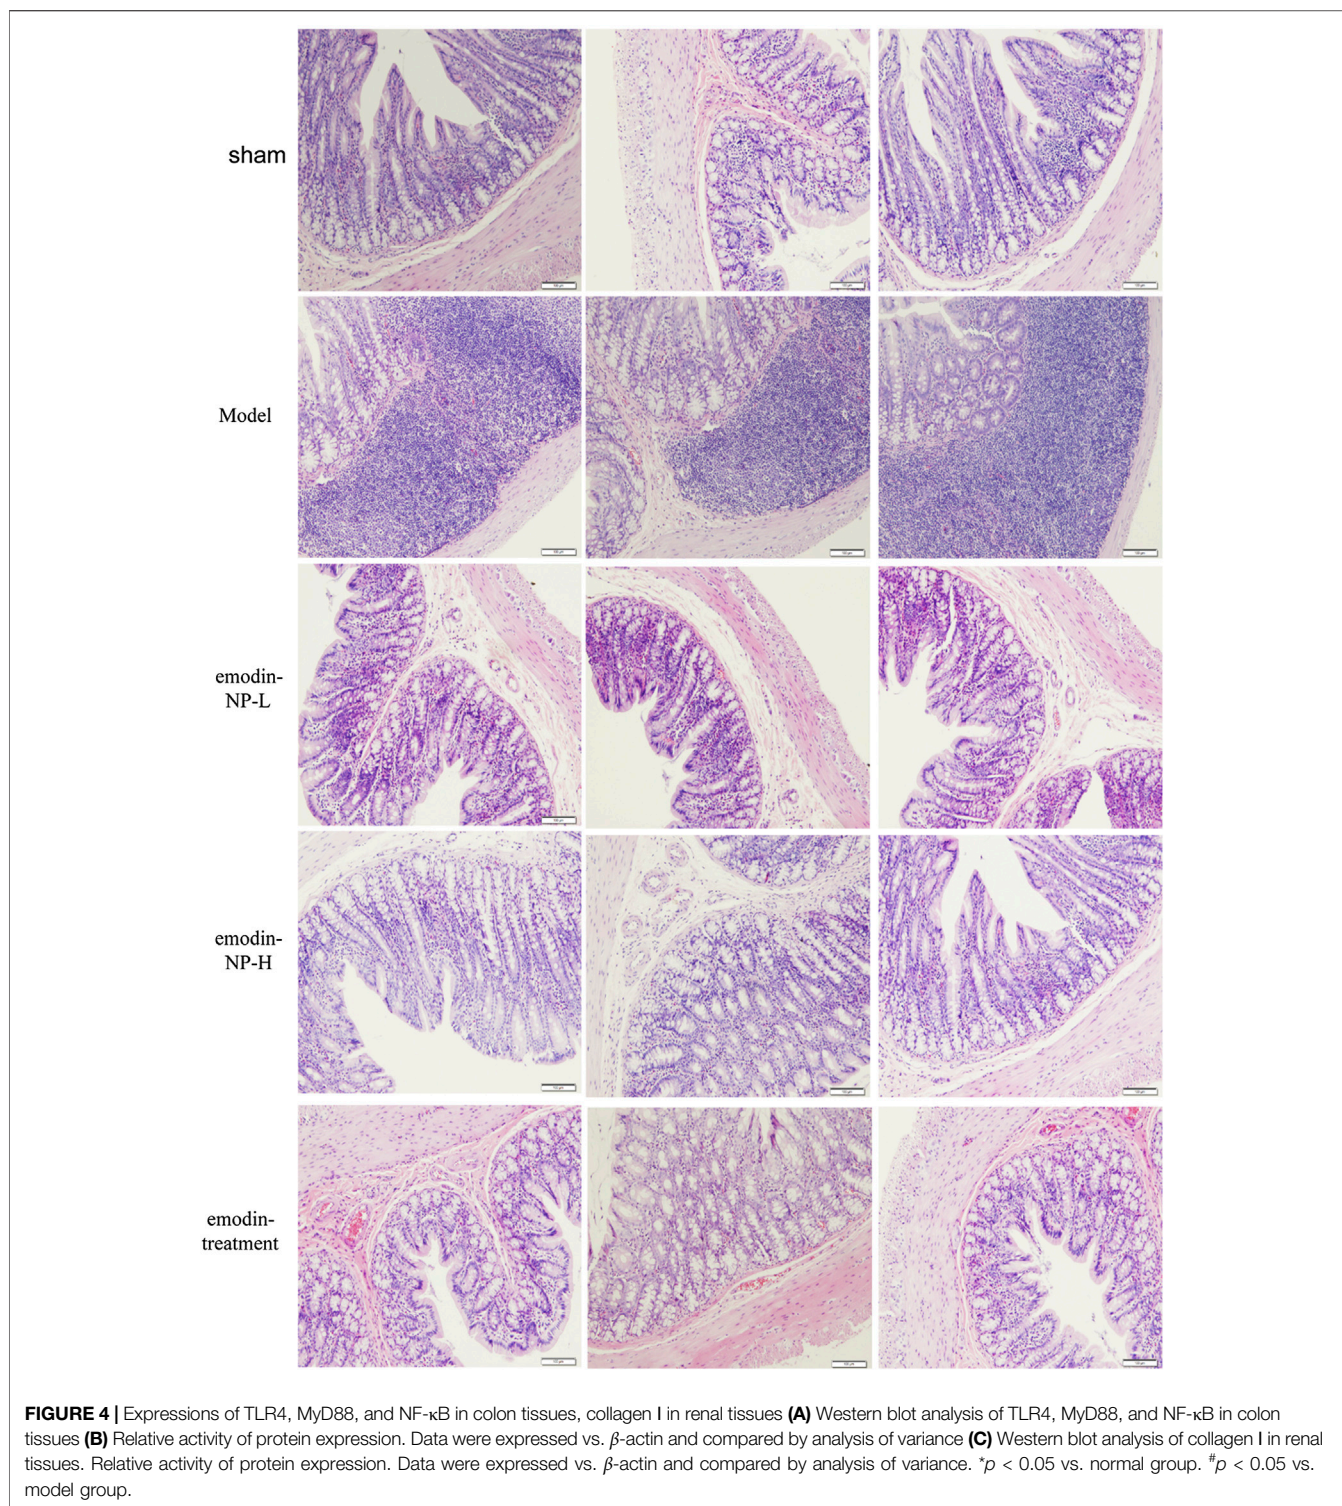 sham
Model
emodin-
NP-L
emodin-
NP-H
emodin-
treatment
FIGURE 4 | Expressions of TLR4, MyD88, and NF-κB in colon tissues, collagen I in renal tissues (A) Western blot analysis of TLR4, MyD88, and NF-κB in colon
tissues (B) Relative activity of protein expression. Data were expressed vs. β-actin and compared by analysis of variance (C) Western blot analysis of collagen I in renal
tissues. Relative activity of protein expression. Data were expressed vs. β-actin and compared by analysis of variance. *p < 0.05 vs. normal group. #p < 0.05 vs.
model group.